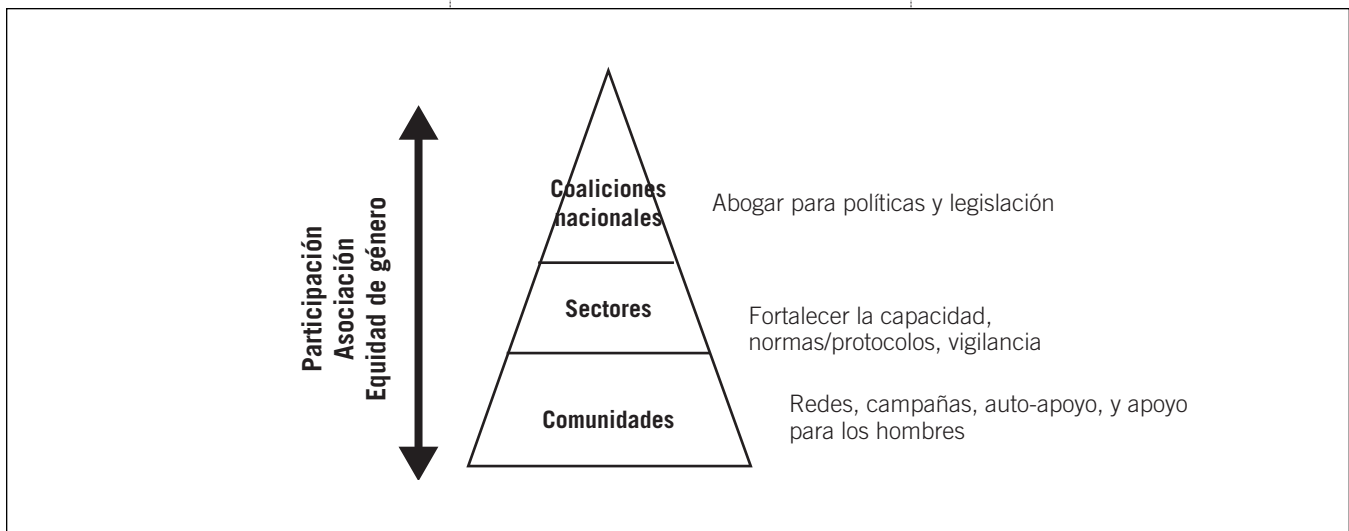 Participación
Asociación
Equidad de género
Coaliciones
nacionales
Abogar para políticas y legislación
Sectores
Fortalecer la capacidad,
normas/protocolos, vigilancia
Comunidades
Redes, campañas, auto-apoyo, y apoyo
para los hombres